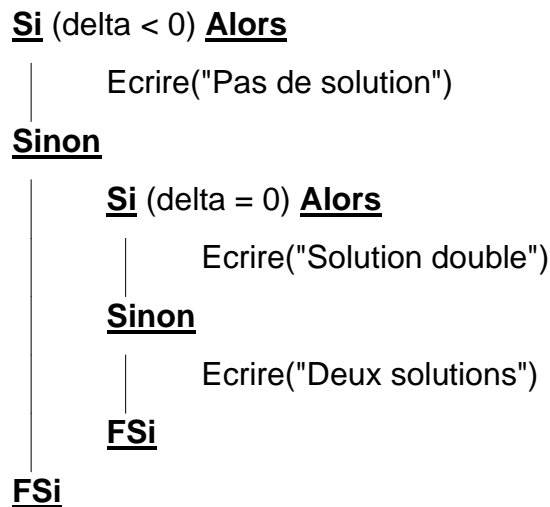 Si (delta < 0) Alors
Ecrire("Pas de solution")
Sinon
Si (delta = 0) Alors
Ecrire("Solution double")
Sinon
Ecrire("Deux solutions")
FSi
FSi